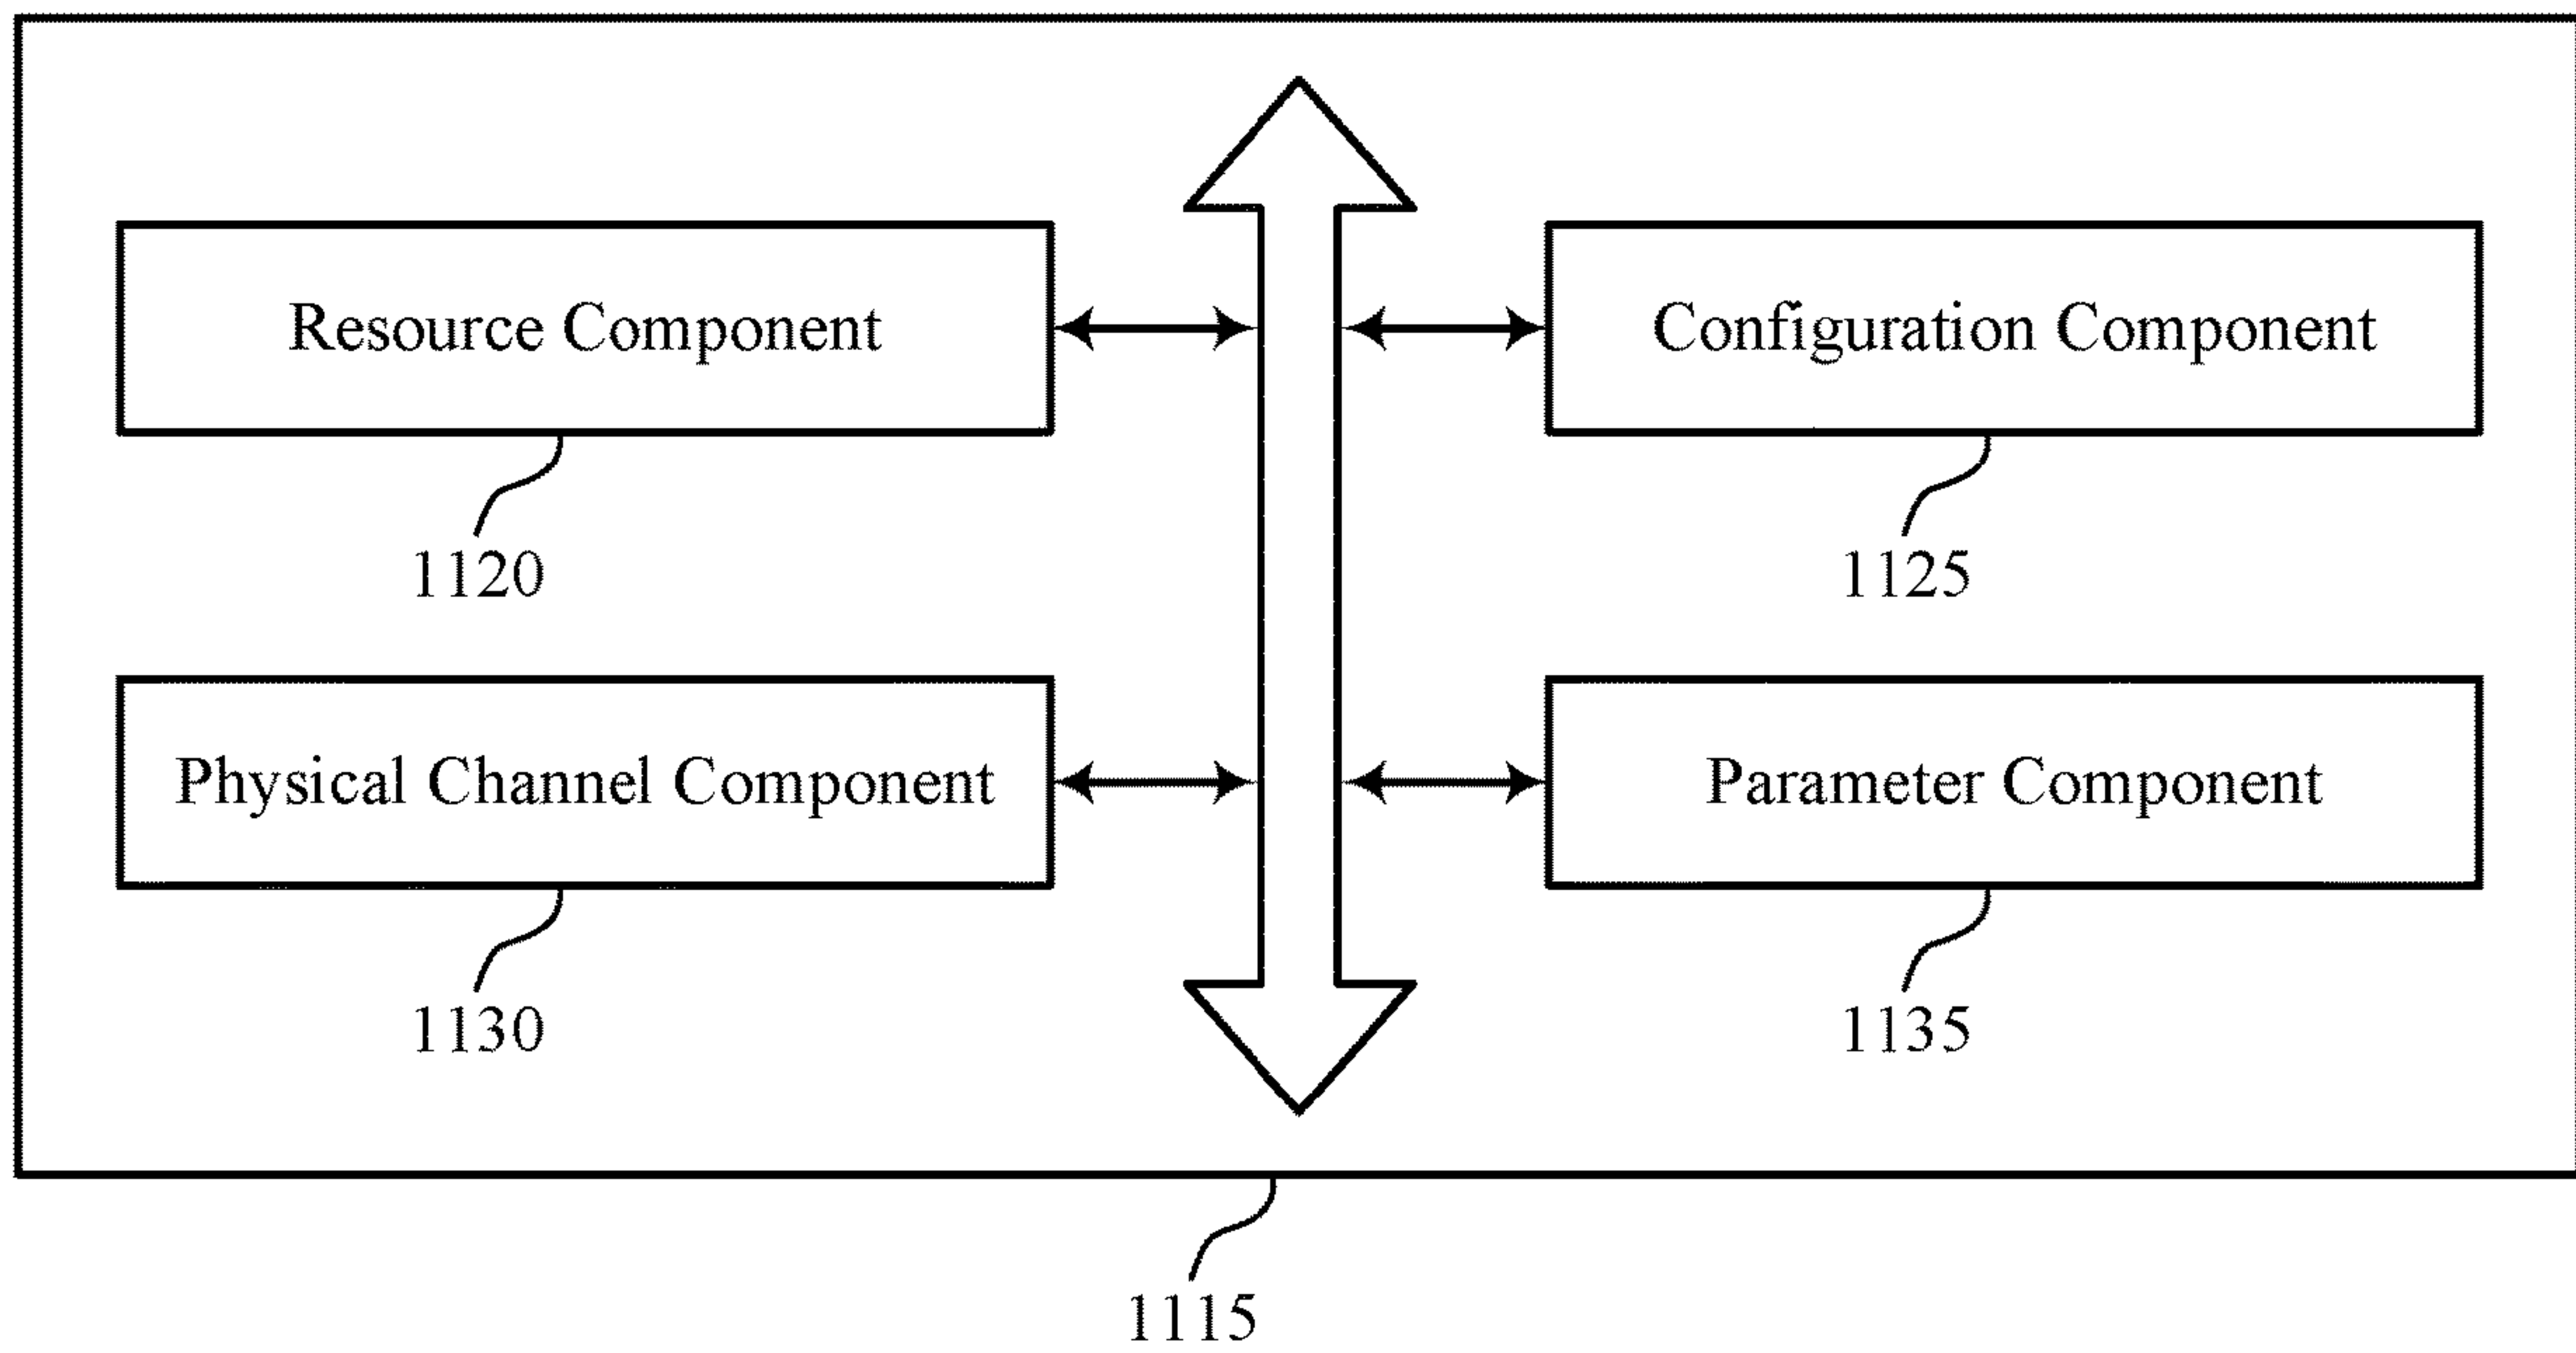 Resource Component
Configuration Component
1120
1125
Physical Channel Component
Parameter Component
1130
1135
1115